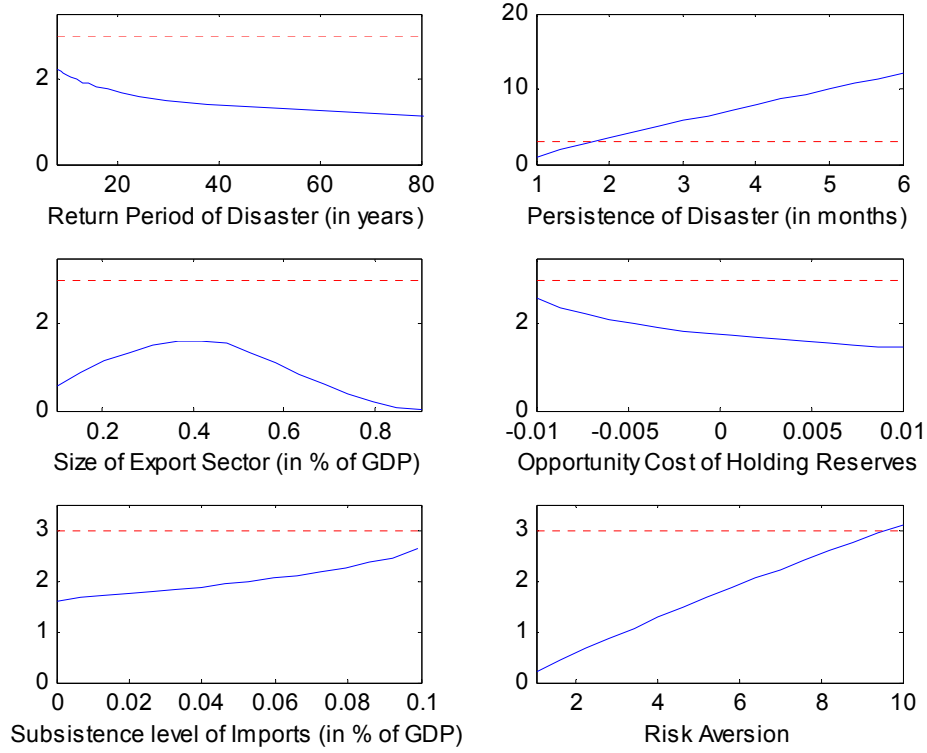 2
0
20 40 60 80
Return Period of Disaster (in years)
20
10
0
1 2 3 4 5 6
Persistence of Disaster (in months)
2
0
0.2 0.4 0.6 0.8
Size of Export Sector (in % of GDP)
2
0
-0.01 -0.005 0 0.005 0.01
Opportunity Cost of Holding Reserves
3
2
1
0
0 0.02 0.04 0.06 0.08 0.1
Subsistence level of Imports (in % of GDP)
3
2
1
0
2 4 6 8 10
Risk Aversion